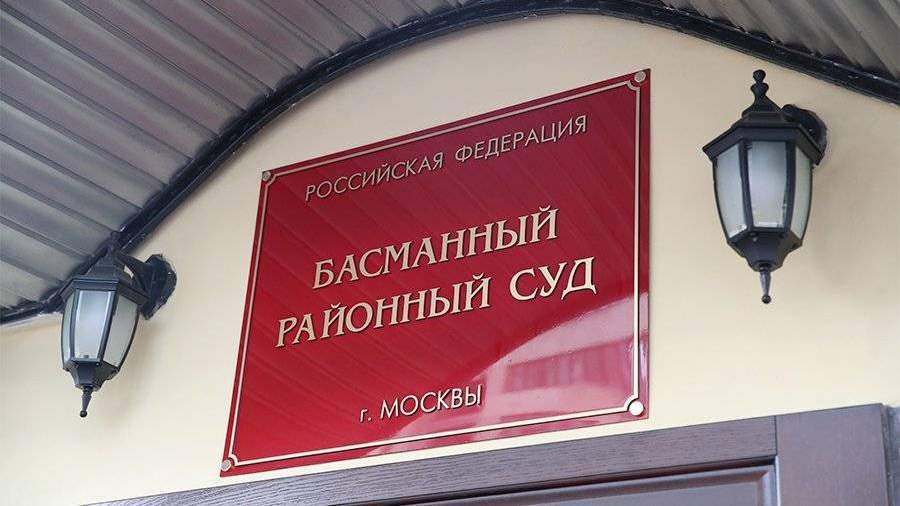 РОССИЙСКАЯ ФЕДЕРАЦИЯ
БАСМАННЫЙ
РАЙОННЫЙ СУД
г. МОСКВЫ